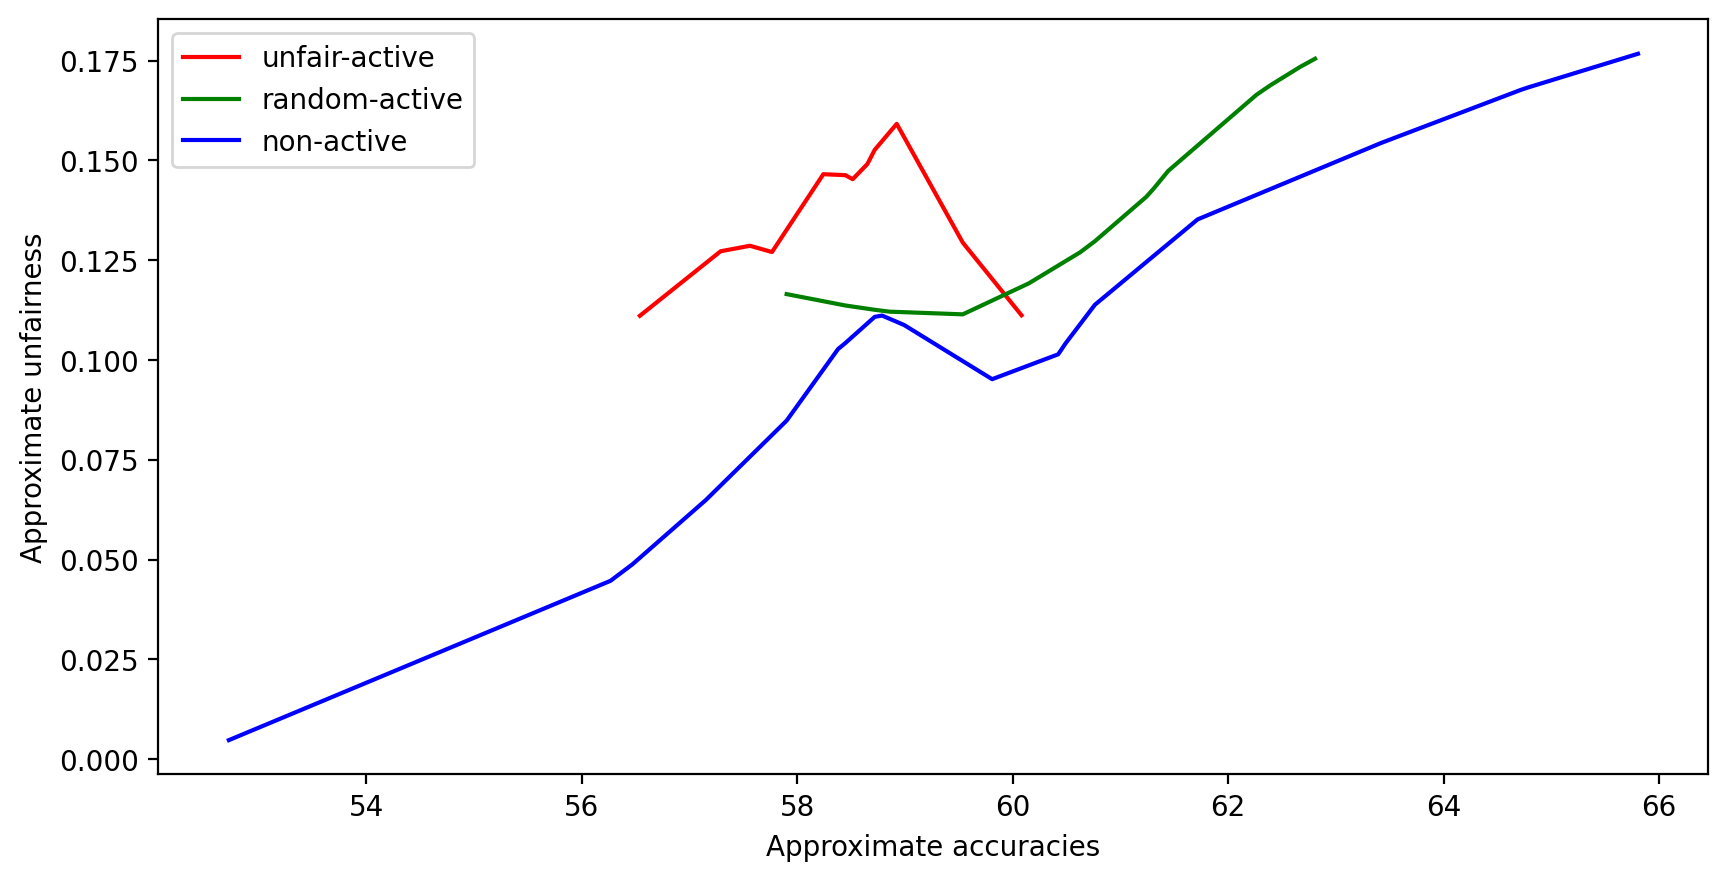 unfair-active
random-active
non-active
Approximate unfairness
0.175
0.150
0.125
0.100
0.075
0.050
0.025
0.000
54 56 58 60 62 64 66
Approximate accuracies